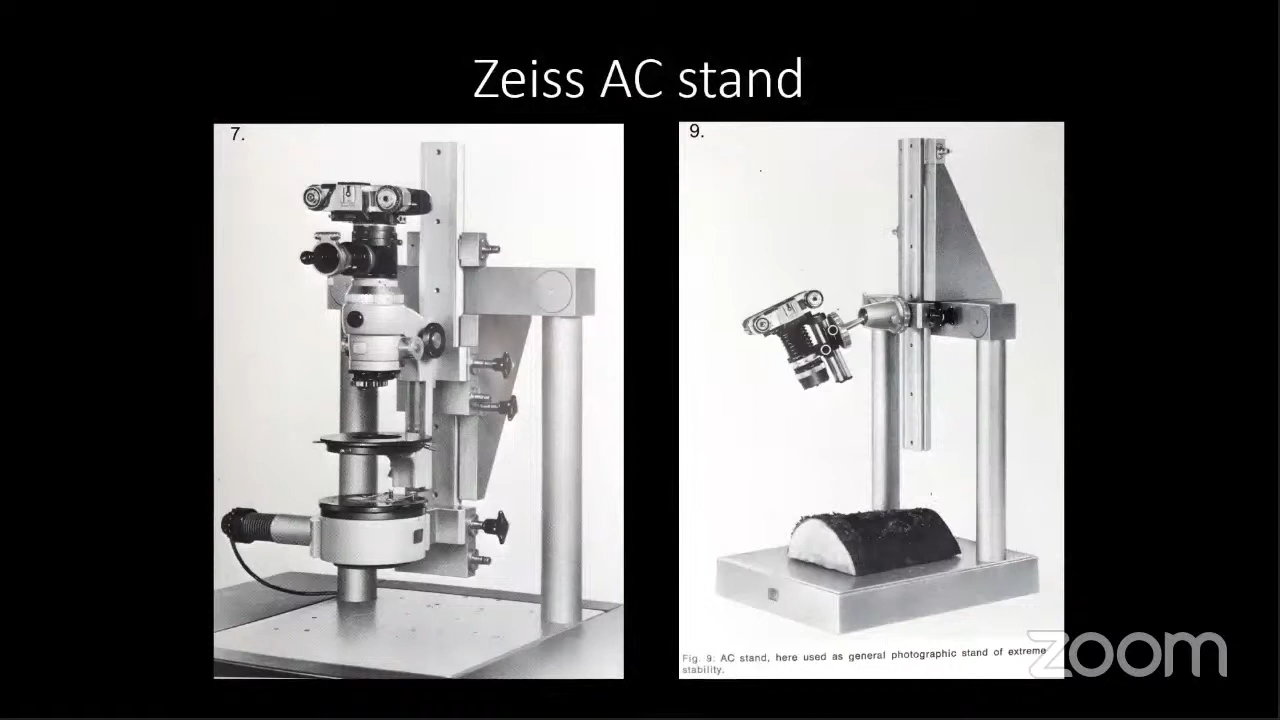 Zeiss AC stand
7.
9.
Fig. 9: AC stand, here used as general photographic stand of extreme
stability.
zoom